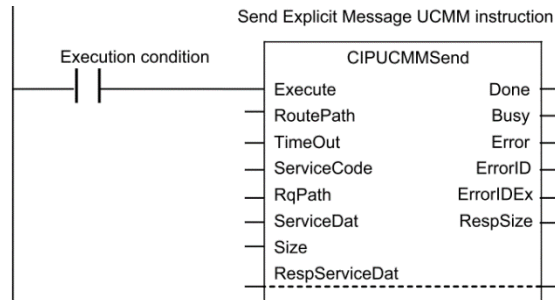 Send Explicit Message UCMM instruction
Execution condition
CIPUCMMSend
Execute Done
RoutePath Busy
TimeOut Error
ServiceCode ErrorID
RqPath ErrorIDEx
ServiceDat RespSize
Size
RespServiceDat